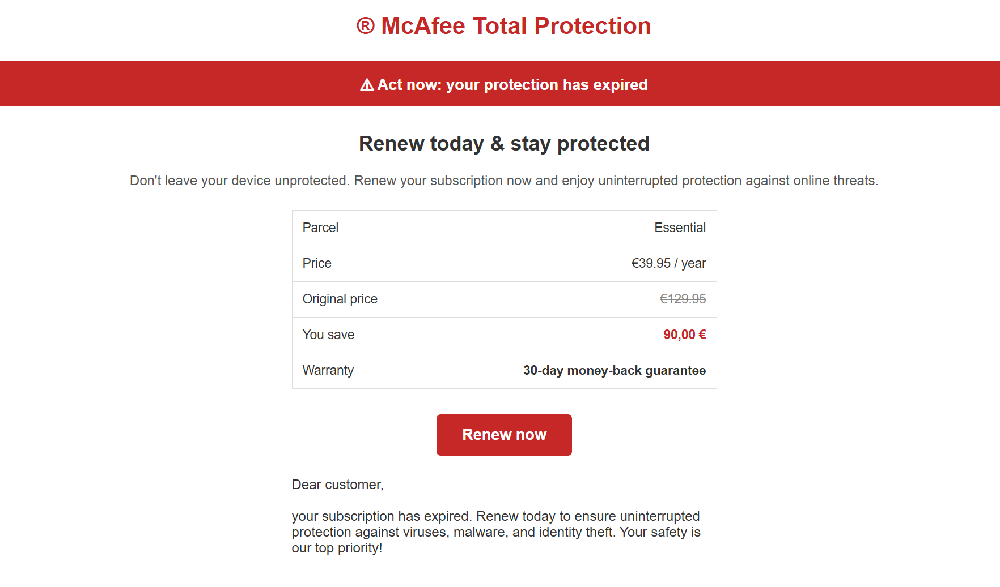 ® McAfee Total Protection
⚠ Act now: your protection has expired
Renew today & stay protected
Don't leave your device unprotected. Renew your subscription now and enjoy uninterrupted protection against online threats.
Parcel Essential
Price €39.95 / year
Original price €129.95
You save 90,00 €
Warranty 30-day money-back guarantee
Renew now
Dear customer,
your subscription has expired. Renew today to ensure uninterrupted
protection against viruses, malware, and identity theft. Your safety is
our top priority!